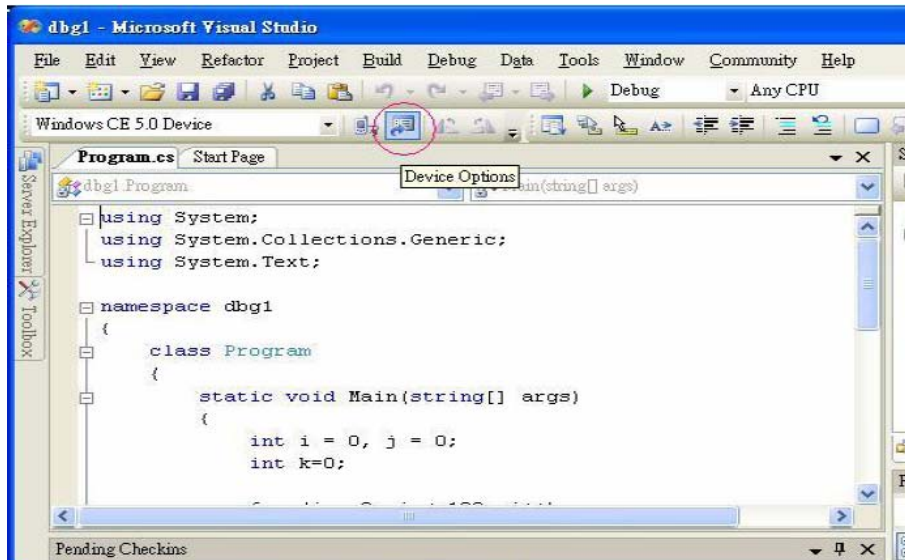 dbg1 - Microsoft Visual Studio
File Edit View Refactor Project Build Debug Data Tools Window Community Help
Debug Any CPU
Windows CE 5.0 Device
Program.cs Start Page
Device Options
dbg1.Program Main(string[] args)
Server Explorer
Toolbox
using System;
using System.Collections.Generic;
using System.Text;
namespace dbg1
{
class Program
{
static void Main(string[] args)
{
int i = 0, j = 0;
int k=0;
Pending Checkins